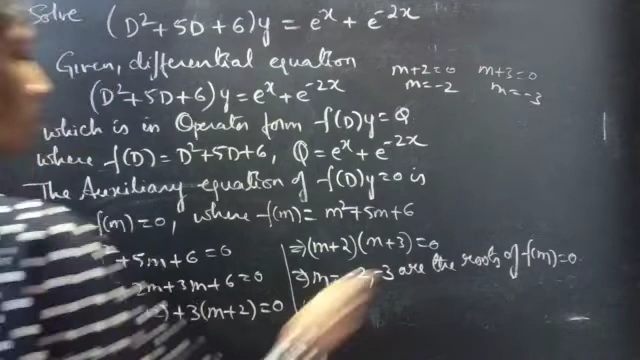 Solve (D²+5D+6)y = eˣ + e⁻²ˣ
Given, differential equation
(D²+5D+6)y = eˣ+e⁻²ˣ
m+2=0 m+3=0
m=-2 m=-3
which is in Operator form f(D)y=Q
where f(D)=D²+5D+6, Q=eˣ+e⁻²ˣ
The Auxiliary equation of f(D)y=0 is
f(m)=0, where f(m)=m²+5m+6
+5m+6=0
2m+3m+6=0
+3(m+2)=0
⇒(m+2)(m+3)=0
⇒m= -3 are the roots of f(m)=0.